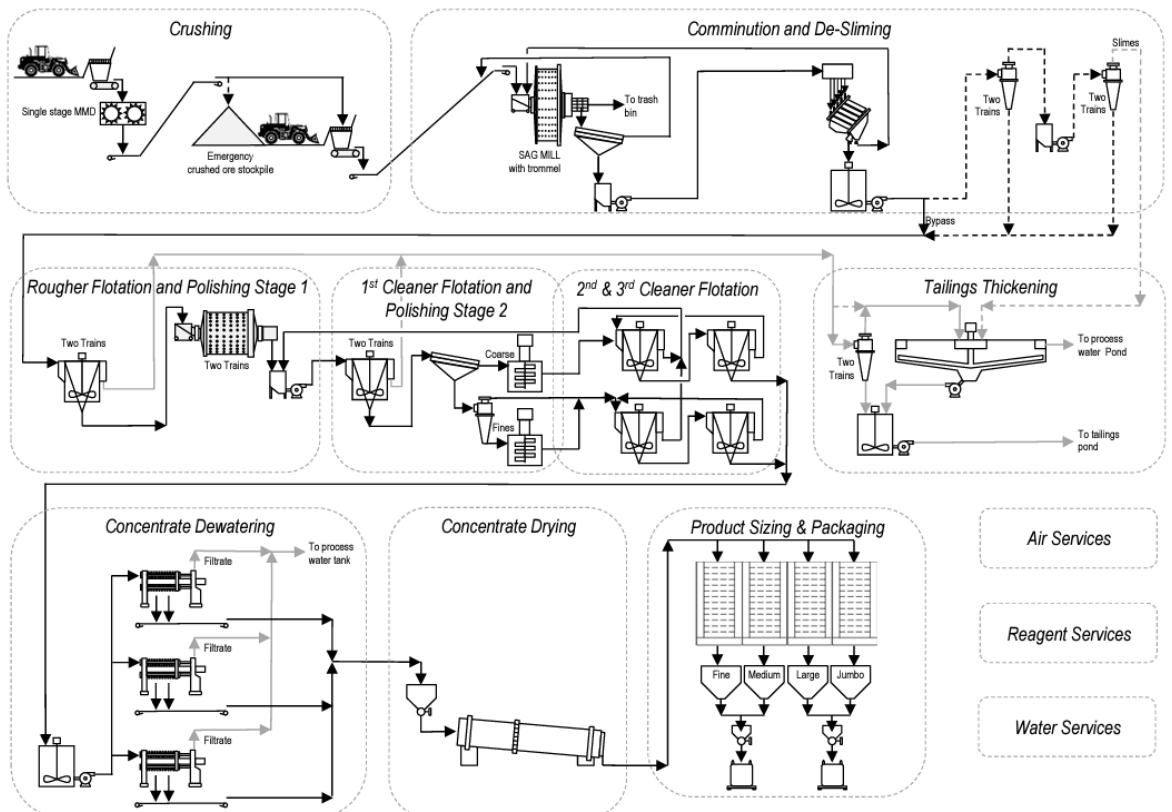 Crushing
Single stage MMD
Emergency
crushed ore stockpile
Comminution and De-Sliming
SAG MILL
with trommel
To trash
bin
Two
Trains
Two
Trains
Slimes
Bypass
Rougher Flotation and Polishing Stage 1
Two Trains
Two Trains
1st Cleaner Flotation and
Polishing Stage 2
Two Trains
Coarse
Fines
2nd & 3rd Cleaner Flotation
Tailings Thickening
Two
Trains
To process
water Pond
To tailings
pond
Concentrate Dewatering
Filtrate
To process
water tank
Filtrate
Filtrate
Concentrate Drying
Product Sizing & Packaging
Fine
Medium
Large
Jumbo
Air Services
Reagent Services
Water Services